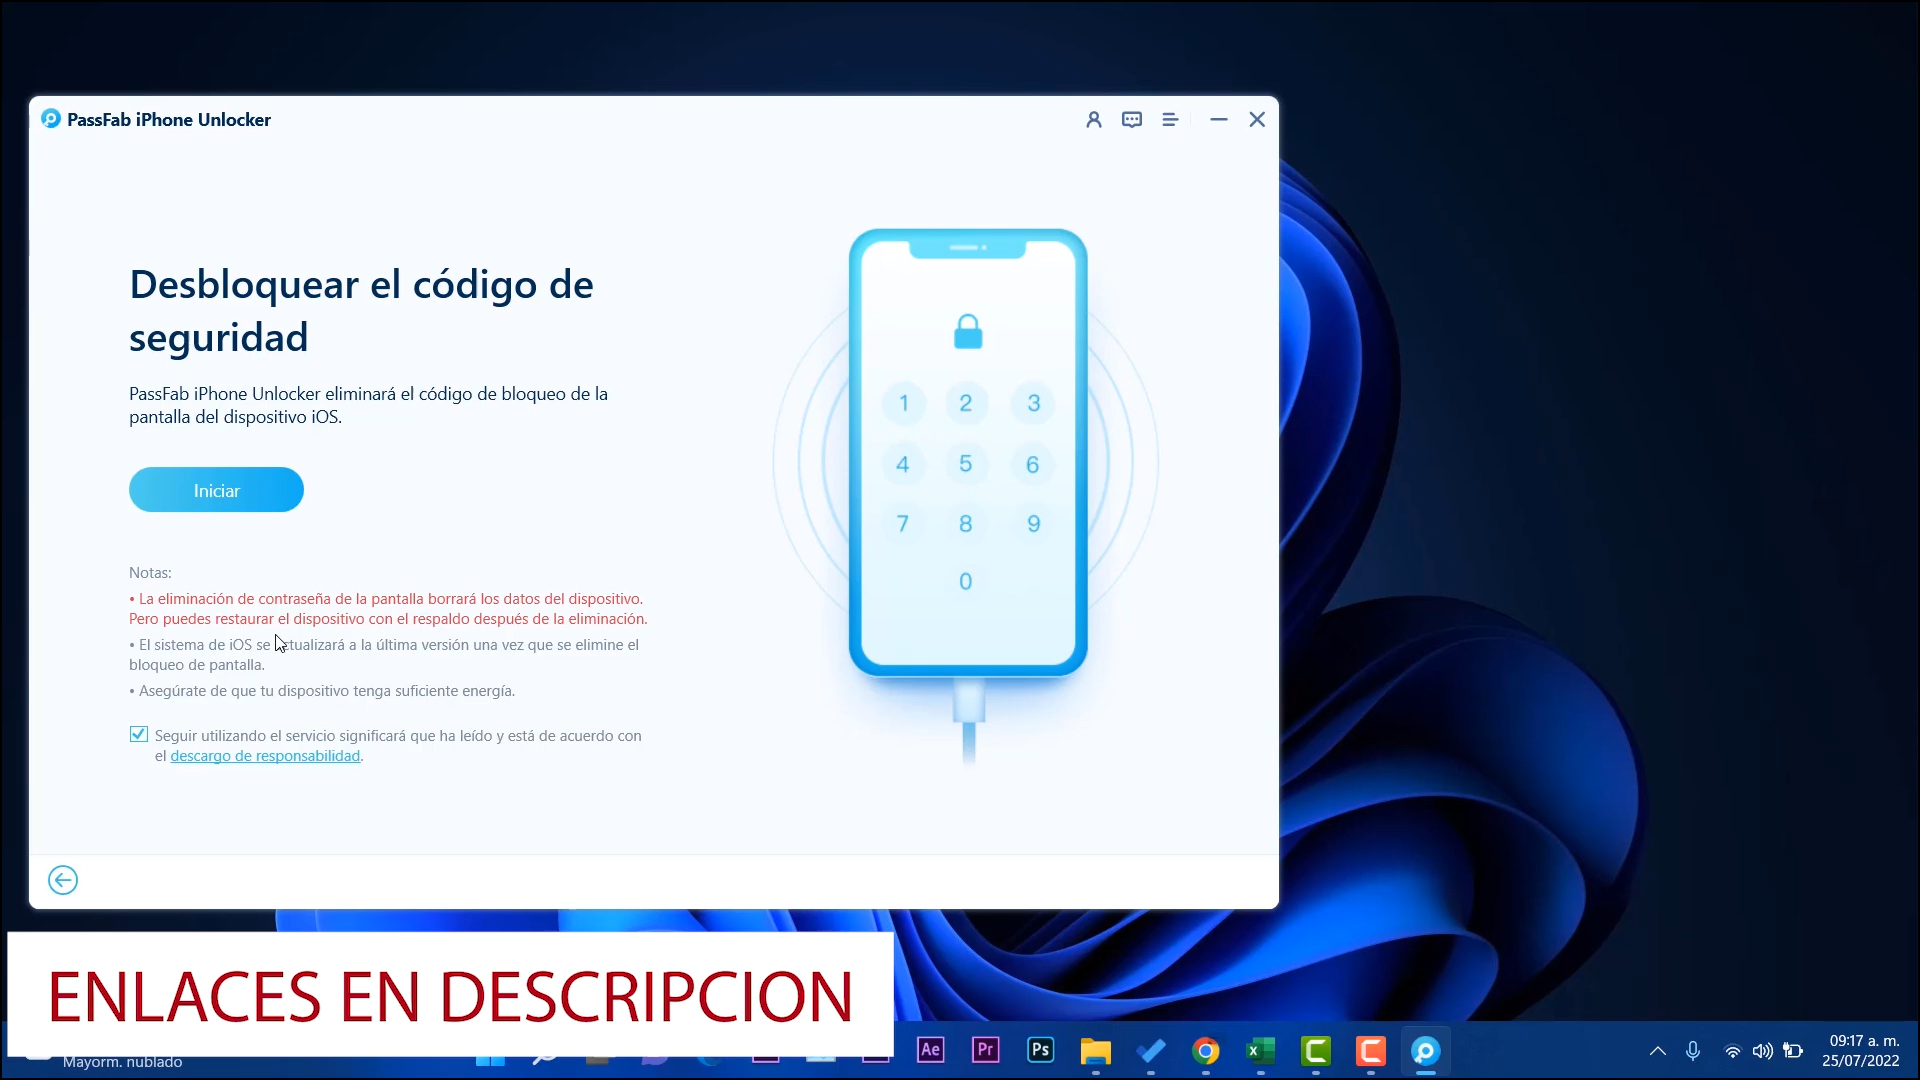 PassFab iPhone Unlocker
Desbloquear el código de
seguridad
PassFab iPhone Unlocker eliminará el código de bloqueo de la
pantalla del dispositivo iOS.
Iniciar
Notas:
• La eliminación de contraseña de la pantalla borrará los datos del dispositivo.
Pero puedes restaurar el dispositivo con el respaldo después de la eliminación.
• El sistema de iOS se actualizará a la última versión una vez que se elimine el
bloqueo de pantalla.
• Asegúrate de que tu dispositivo tenga suficiente energía.
Seguir utilizando el servicio significará que ha leído y está de acuerdo con
el descargo de responsabilidad.
1 2 3
4 5 6
7 8 9
0
ENLACES EN DESCRIPCION
Mayorm. nublado
Ae Pr Ps
09:17 a. m.
25/07/2022